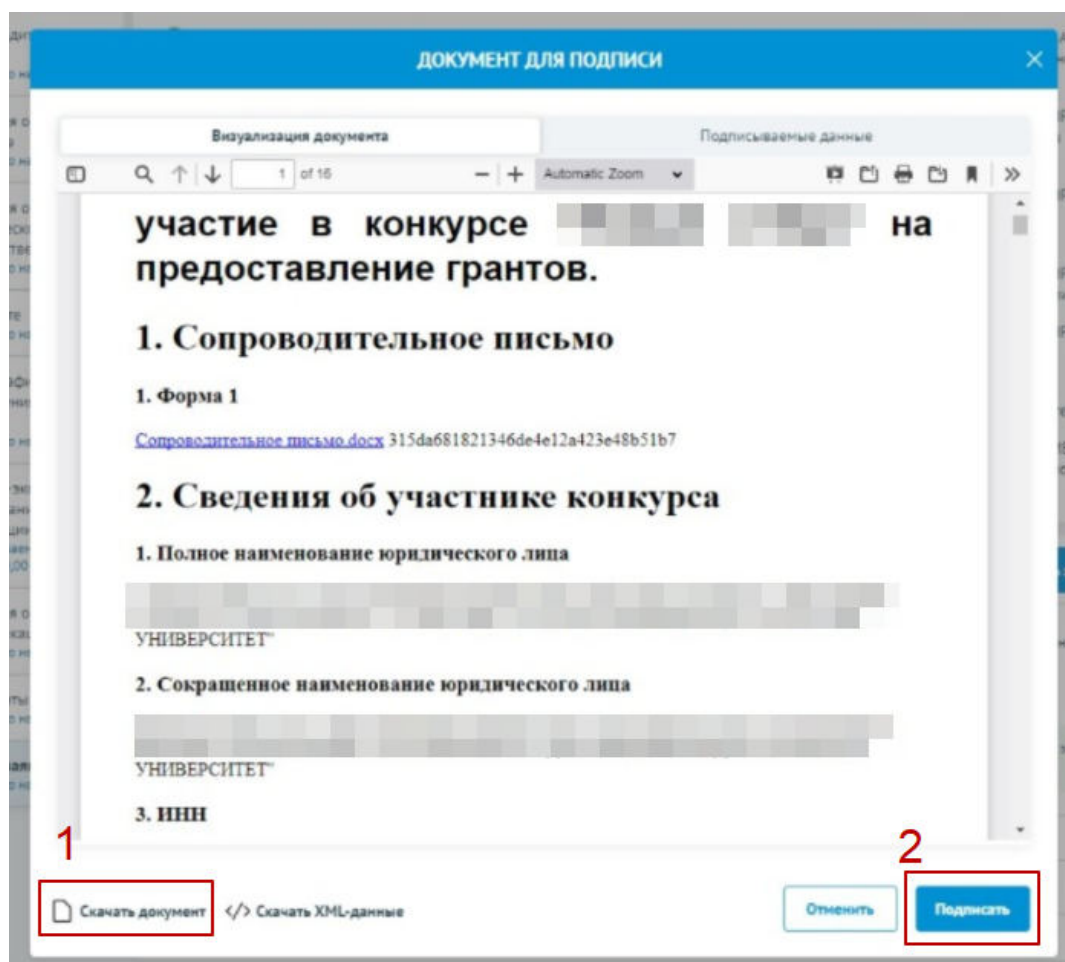 ДОКУМЕНТ ДЛЯ ПОДПИСИ
Визуализация документа
Подписываемые данные
1 of 16
Automatic Zoom
участие в конкурсе на
предоставление грантов.
1. Сопроводительное письмо
1. Форма 1
Сопроводительное письмо.docx 315da681821346de4e12a423e48b51b7
2. Сведения об участнике конкурса
1. Полное наименование юридического лица
УНИВЕРСИТЕТ"
2. Сокращенное наименование юридического лица
УНИВЕРСИТЕТ"
3. ИНН
1
2
Скачать документ
</> Скачать XML-данные
Отменить
Подписать